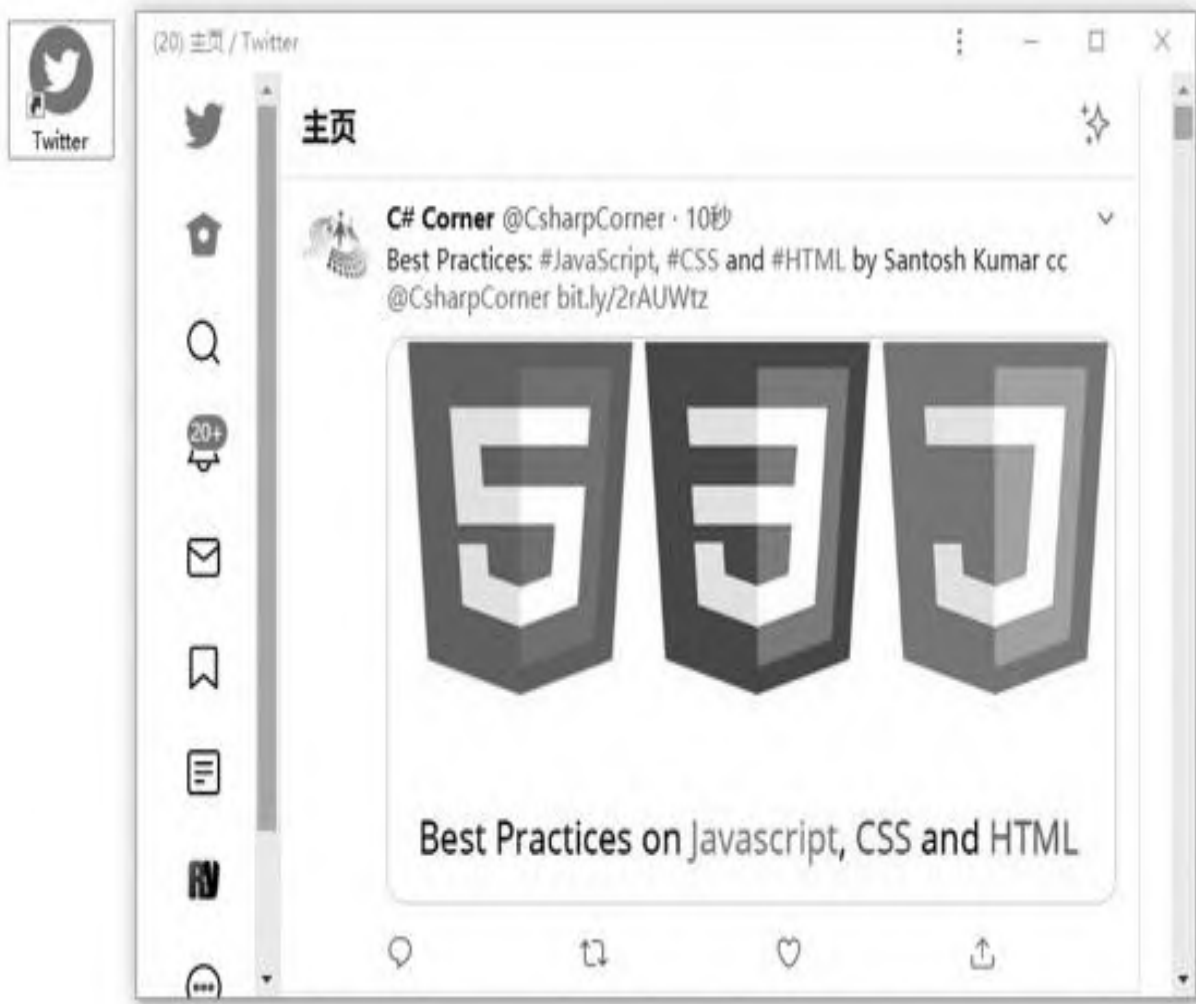 Twitter
(20) 主页 / Twitter
主页
C# Corner @CsharpCorner · 10秒
Best Practices: #JavaScript, #CSS and #HTML by Santosh Kumar cc
@CsharpCorner bit.ly/2rAUWtz
20+
Best Practices on Javascript, CSS and HTML